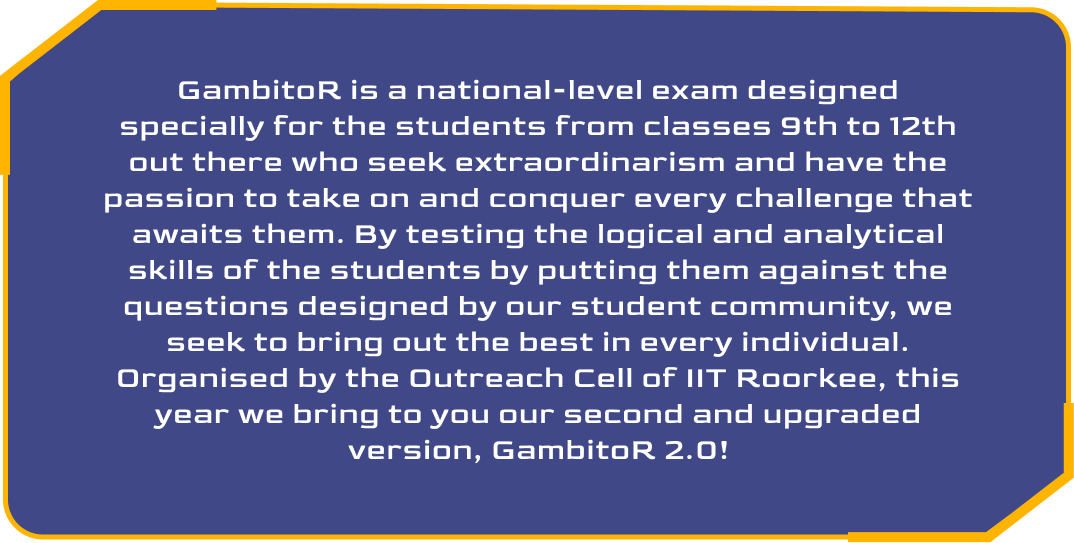 GambitoR is a national-level exam designed
specially for the students from classes 9th to 12th
out there who seek extraordinarism and have the
passion to take on and conquer every challenge that
awaits them. By testing the logical and analytical
skills of the students by putting them against the
questions designed by our student community, we
seek to bring out the best in every individual.
Organised by the Outreach Cell of IIT Roorkee, this
year we bring to you our second and upgraded
version, GambitoR 2.0!